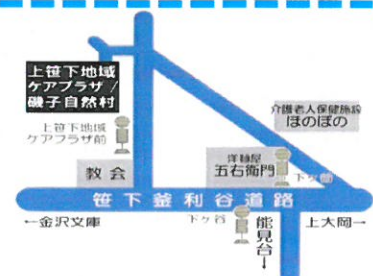 上笹下地域
ケアプラザ/
磯子自然村
上笹下地域
ケアプラザ前
介護老人保健施設
ほのぼの
教会
洋麺屋
五右衛門
下ヶ谷
笹下釜利谷道路
←金沢文庫
下ヶ谷
能見台→
上大岡→